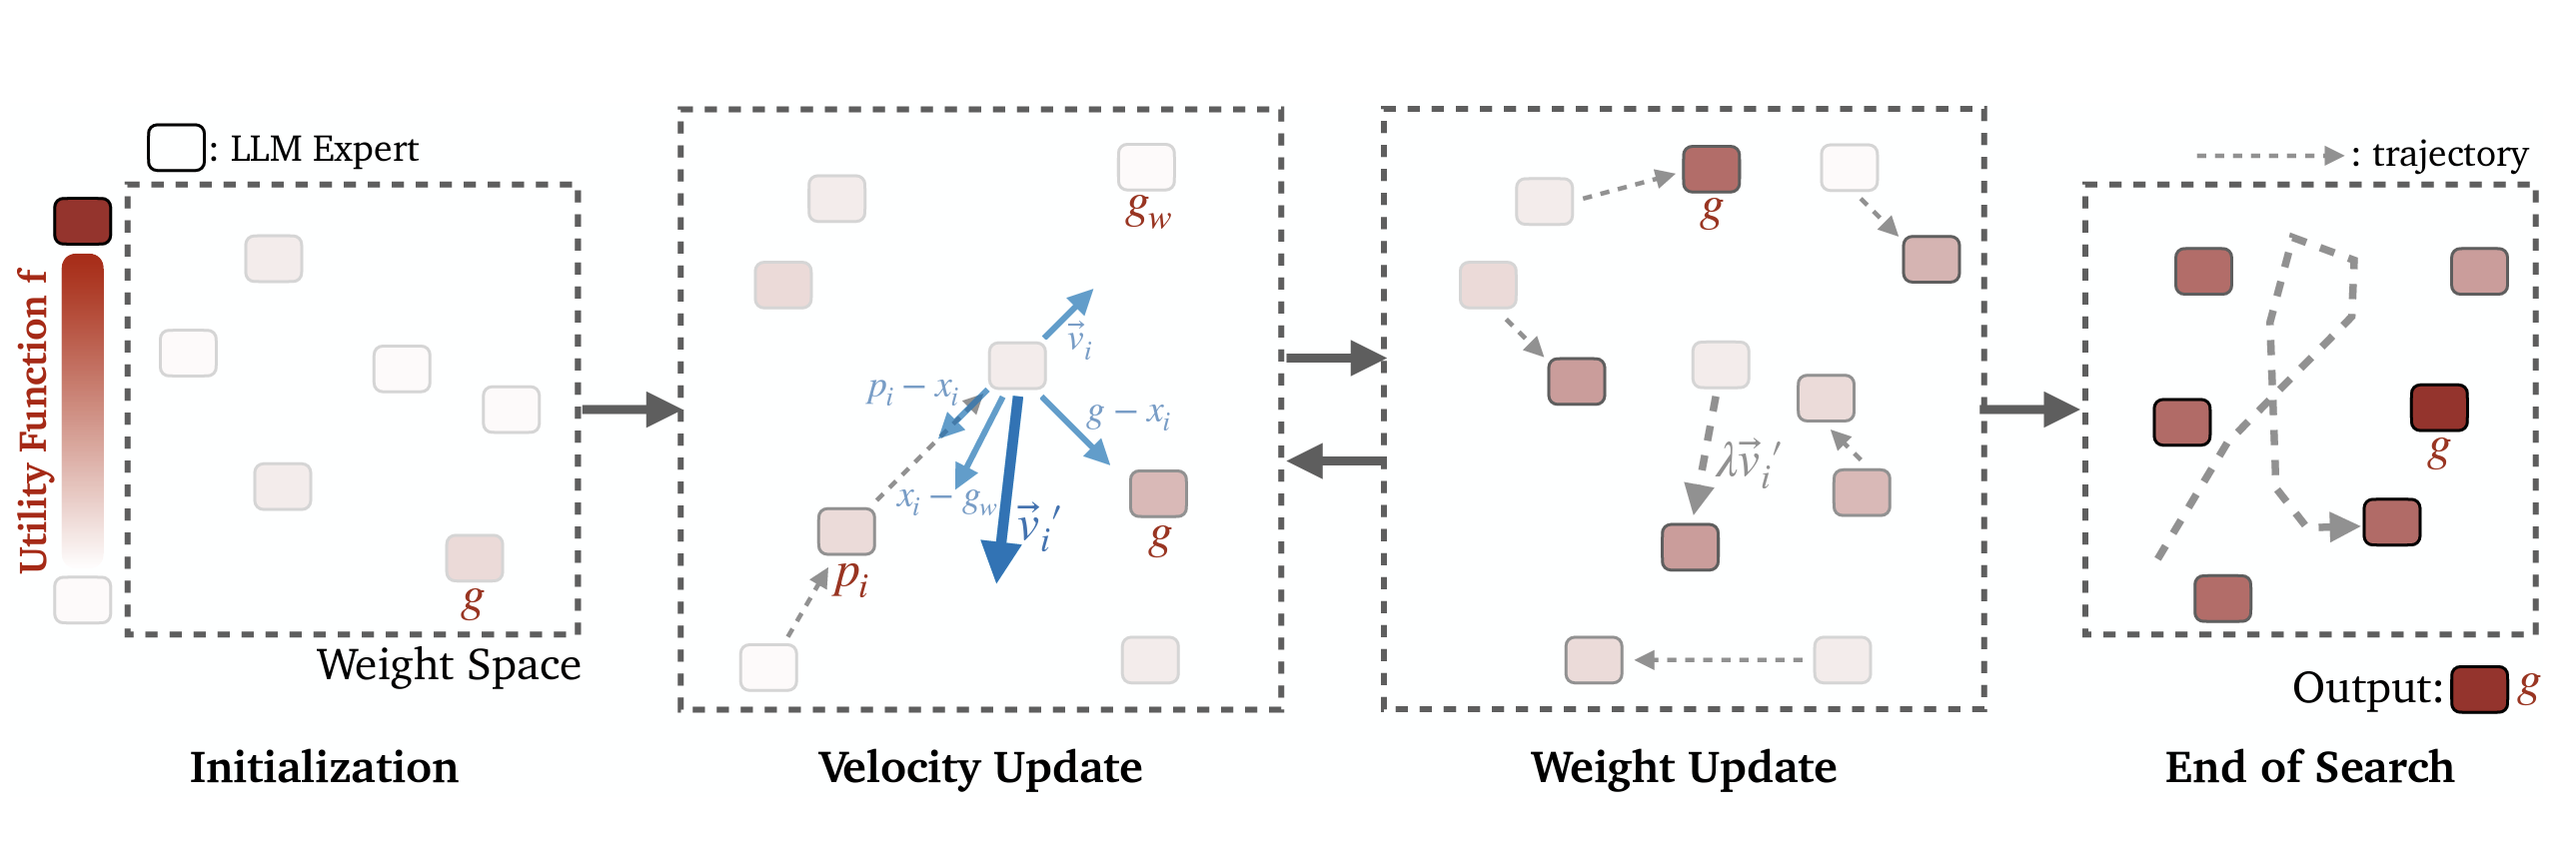 : LLM Expert
Utility Function f
g
Weight Space
Initialization
g_w
\vec{v}_i
p_i − x_i
g − x_i
x_i − g_w
\vec{v}_i′
p_i
g
Velocity Update
g
λ\vec{v}_i′
Weight Update
: trajectory
g
Output: g
End of Search